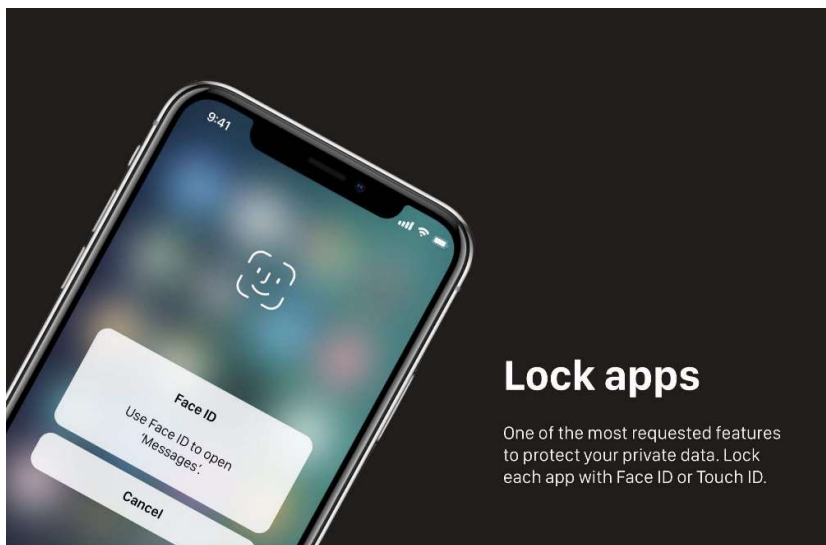 9:41
Face ID
Use Face ID to open
'Messages'.
Cancel
Lock apps
One of the most requested features
to protect your private data. Lock
each app with Face ID or Touch ID.